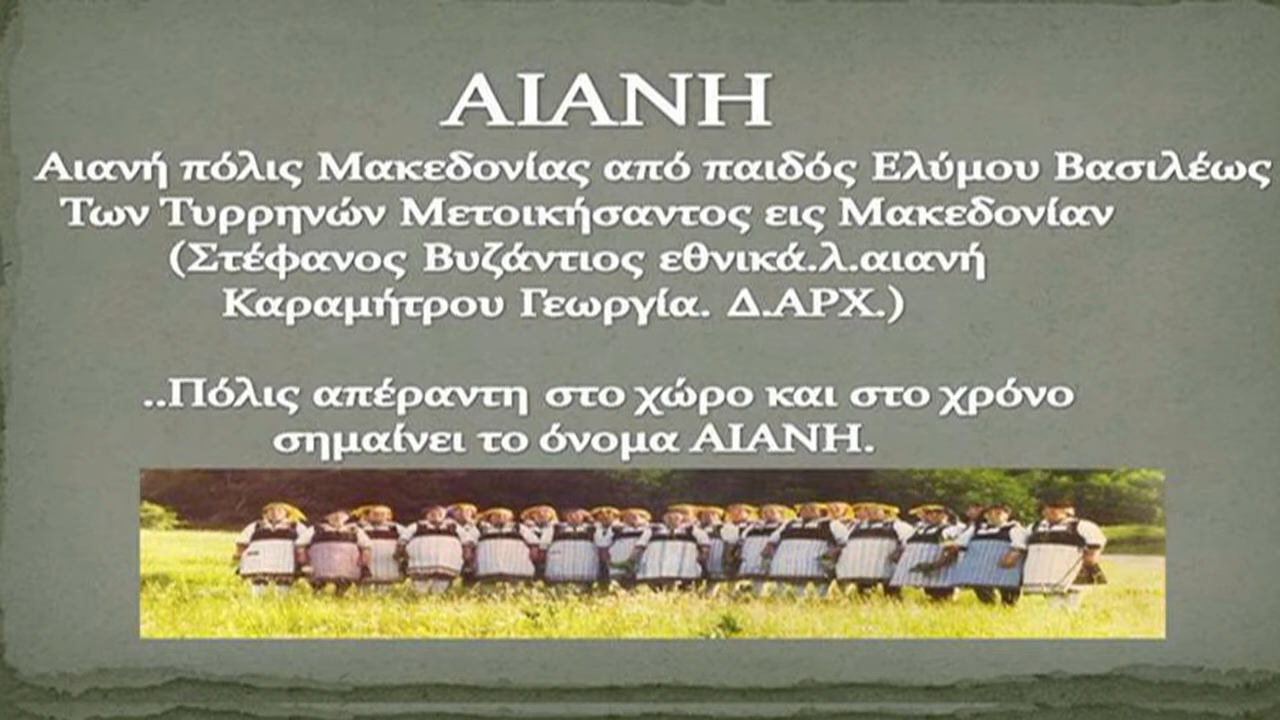 ΑΙΑΝΗ
Αιανή πόλις Μακεδονίας από παιδός Ελύμου Βασιλέως
Των Τυρρηνών Μετοικήσαντος εις Μακεδονίαν
(Στέφανος Βυζάντιος εθνικά.λ.αιανή
Καραμήτρου Γεωργία. Δ.ΑΡΧ.)
..Πόλις απέραντη στο χώρο και στο χρόνο
σημαίνει το όνομα ΑΙΑΝΗ.